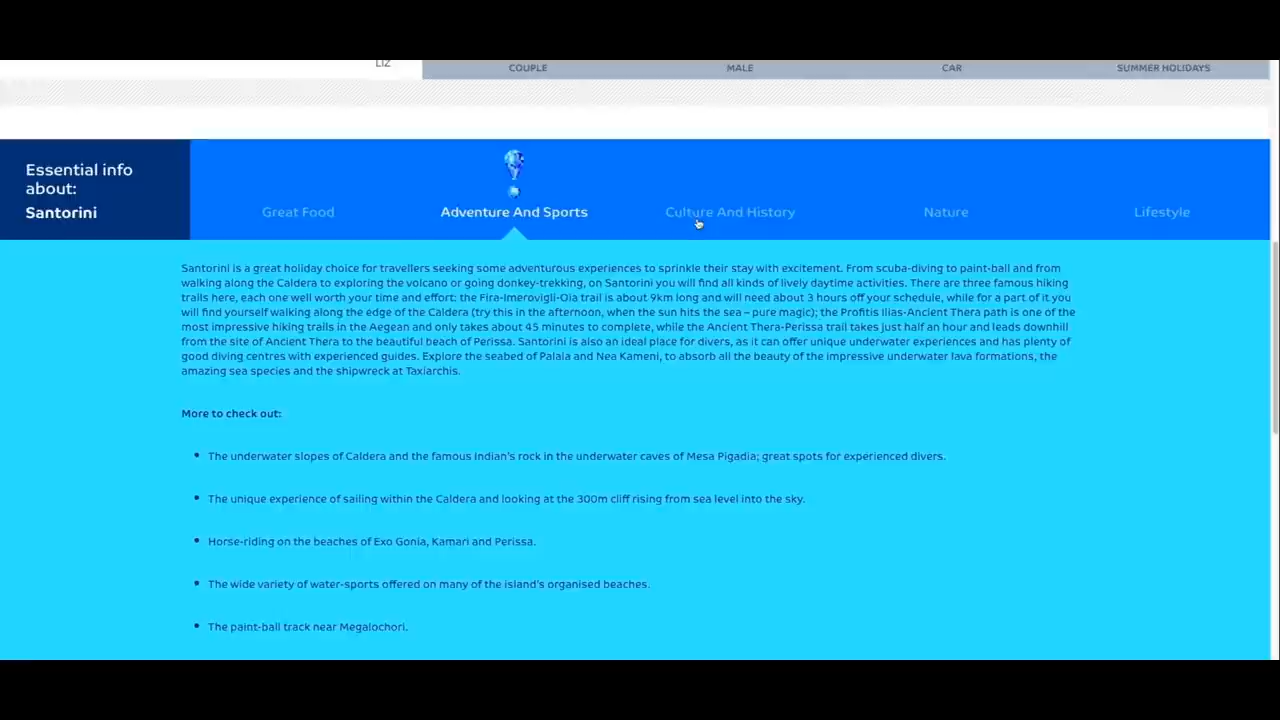 LIZ
COUPLE
MALE
CAR
SUMMER HOLIDAYS
Essential info
about:
Santorini
Great Food
Adventure And Sports
Culture And History
Nature
Lifestyle
Santorini is a great holiday choice for travellers seeking some adventurous experiences to sprinkle their stay with excitement. From scuba-diving to paint-ball and from
walking along the Caldera to exploring the volcano or going donkey-trekking, on Santorini you will find all kinds of lively daytime activities. There are three famous hiking
trails here, each one well worth your time and effort: the Fira-Imerovigli-Oia trail is about 9km long and will need about 3 hours off your schedule, while for a part of it you
will find yourself walking along the edge of the Caldera (try this in the afternoon, when the sun hits the sea – pure magic); the Profitis Ilias-Ancient Thera path is one of the
most impressive hiking trails in the Aegean and only takes about 45 minutes to complete, while the Ancient Thera-Perissa trail takes just half an hour and leads downhill
from the site of Ancient Thera to the beautiful beach of Perissa. Santorini is also an ideal place for divers, as it can offer unique underwater experiences and has plenty of
good diving centres with experienced guides. Explore the seabed of Palaia and Nea Kameni, to absorb all the beauty of the impressive underwater lava formations, the
amazing sea species and the shipwreck at Taxiarchis.
More to check out:
• The underwater slopes of Caldera and the famous Indian's rock in the underwater caves of Mesa Pigadia; great spots for experienced divers.
• The unique experience of sailing within the Caldera and looking at the 300m cliff rising from sea level into the sky.
• Horse-riding on the beaches of Exo Gonia, Kamari and Perissa.
• The wide variety of water-sports offered on many of the island's organised beaches.
• The paint-ball track near Megalochori.